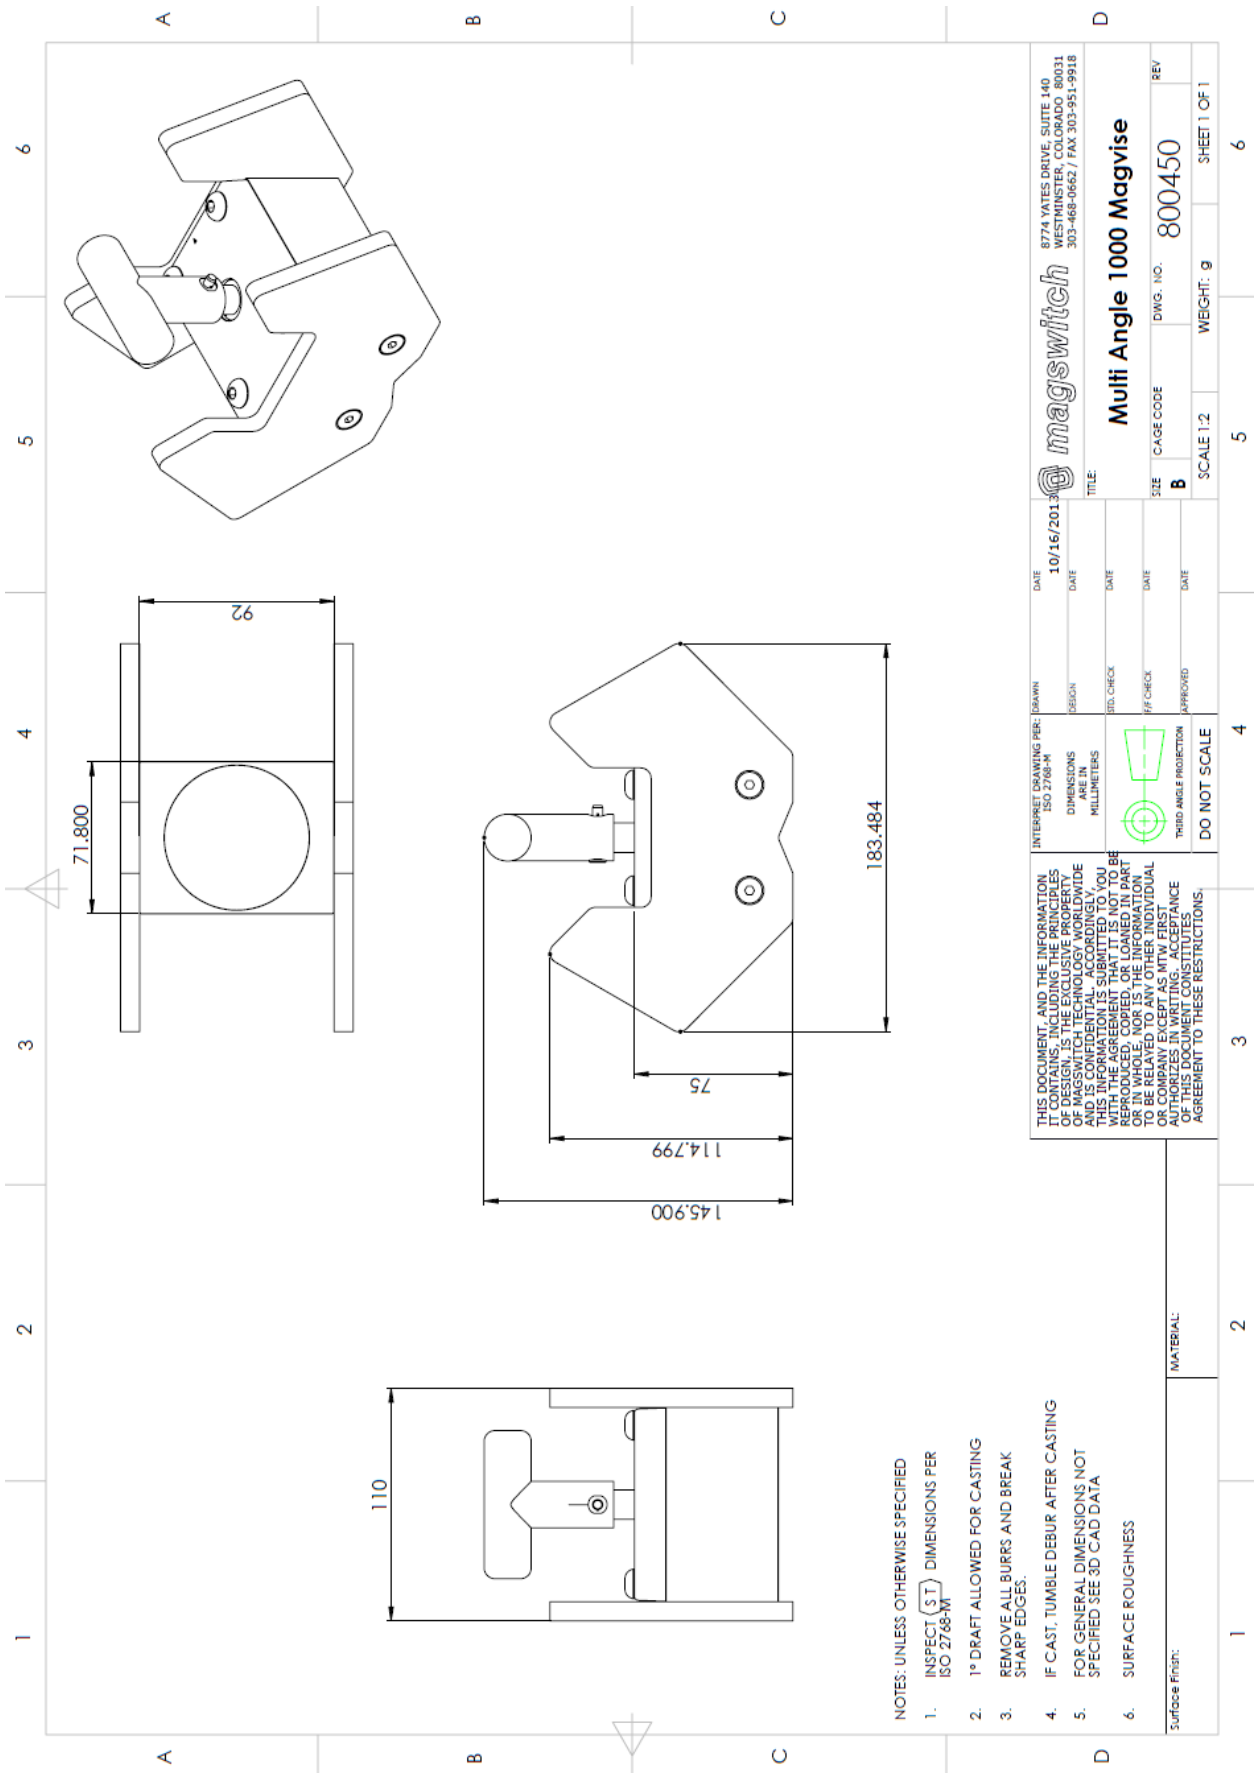 1
2
3
4
5
6
A
B
C
D
71.800
92
110
145.900
114.799
75
183.484
NOTES: UNLESS OTHERWISE SPECIFIED
1. INSPECT ST DIMENSIONS PER
ISO 2768-M
2. 1° DRAFT ALLOWED FOR CASTING
3. REMOVE ALL BURRS AND BREAK
SHARP EDGES.
4. IF CAST, TUMBLE DEBUR AFTER CASTING
5. FOR GENERAL DIMENSIONS NOT
SPECIFIED SEE 3D CAD DATA
6. SURFACE ROUGHNESS
Surface Finish:
MATERIAL:
THIS DOCUMENT, AND THE INFORMATION
IT CONTAINS, INCLUDING THE PRINCIPLES
OF DESIGN, IS THE EXCLUSIVE PROPERTY
OF MAGSWITCH TECHNOLOGY WORLDWIDE
AND IS CONFIDENTIAL. ACCORDINGLY,
THIS INFORMATION IS SUBMITTED TO YOU
WITH THE AGREEMENT THAT IT IS NOT TO BE
REPRODUCED, COPIED, OR LOANED IN PART
OR IN WHOLE, NOR IS THE INFORMATION
TO BE RELAYED TO ANY OTHER INDIVIDUAL
OR COMPANY EXCEPT AS MTW FIRST
AUTHORIZES IN WRITING. ACCEPTANCE
OF THIS DOCUMENT CONSTITUTES
AGREEMENT TO THESE RESTRICTIONS.
INTERPRET DRAWING PER:
ISO 2768-M
DIMENSIONS
ARE IN
MILLIMETERS
THIRD ANGLE PROJECTION
DO NOT SCALE
DRAWN DATE
10/16/2013
DESIGN DATE
STD. CHECK DATE
F/F CHECK DATE
APPROVED DATE
magswitch
8774 YATES DRIVE, SUITE 140
WESTMINSTER, COLORADO 80031
303-468-0662 / FAX 303-951-9918
TITLE:
Multi Angle 1000 Magvise
SIZE CAGE CODE DWG. NO. REV
B 800450
SCALE 1:2 WEIGHT: g SHEET 1 OF 1
A
B
C
D
1
2
3
4
5
6